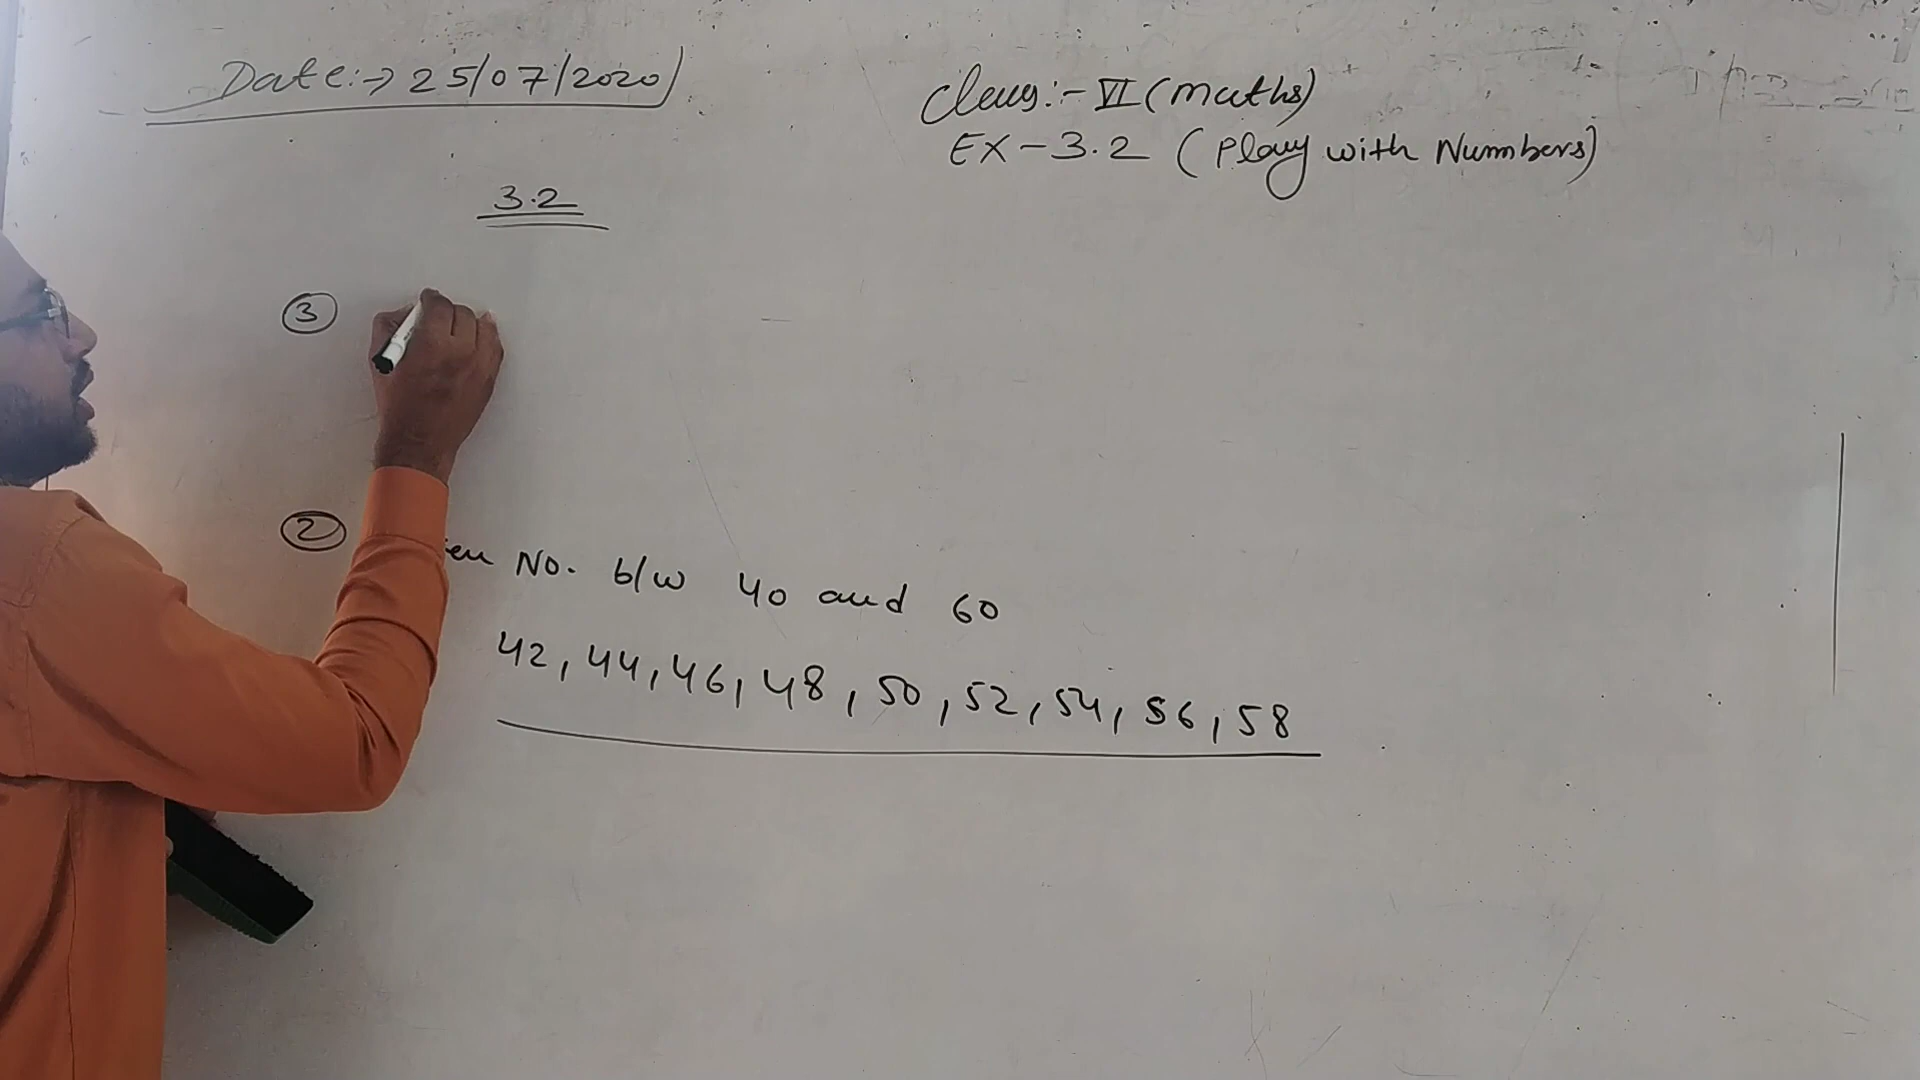 Date:→ 25/07/2020
Class:- VI (Maths)
EX-3.2 (Play with Numbers)
3.2
3
2
en No. b/w 40 and 60
42, 44, 46, 48, 50, 52, 54, 56, 58